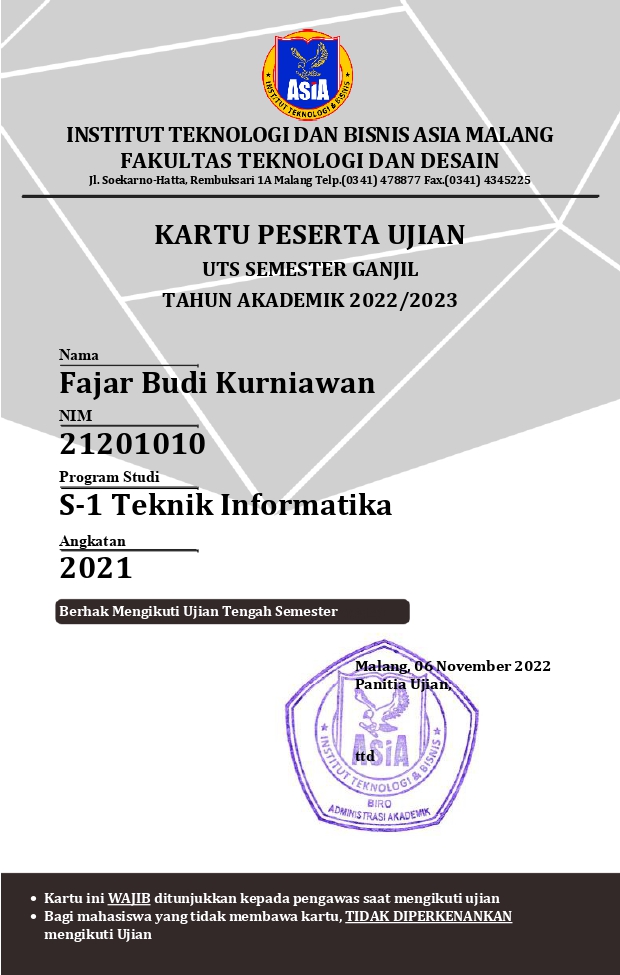 ASiA
INSTITUT TEKNOLOGI & BISNIS
INSTITUT TEKNOLOGI DAN BISNIS ASIA MALANG
FAKULTAS TEKNOLOGI DAN DESAIN
Jl. Soekarno-Hatta, Rembuksari 1A Malang Telp.(0341) 478877 Fax.(0341) 4345225
KARTU PESERTA UJIAN
UTS SEMESTER GANJIL
TAHUN AKADEMIK 2022/2023
Nama
Fajar Budi Kurniawan
NIM
21201010
Program Studi
S-1 Teknik Informatika
Angkatan
2021
Berhak Mengikuti Ujian Tengah Semester
Malang, 06 November 2022
Panitia Ujian,
ttd
ASiA
INSTITUT TEKNOLOGI & BISNIS
BIRO
ADMINISTRASI AKADEMIK
• Kartu ini WAJIB ditunjukkan kepada pengawas saat mengikuti ujian
• Bagi mahasiswa yang tidak membawa kartu, TIDAK DIPERKENANKAN
mengikuti Ujian